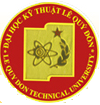 ĐẠI HỌC KỸ THUẬT LÊ QUÝ ĐÔN
LE QUY DON TECHNICAL UNIVERSITY